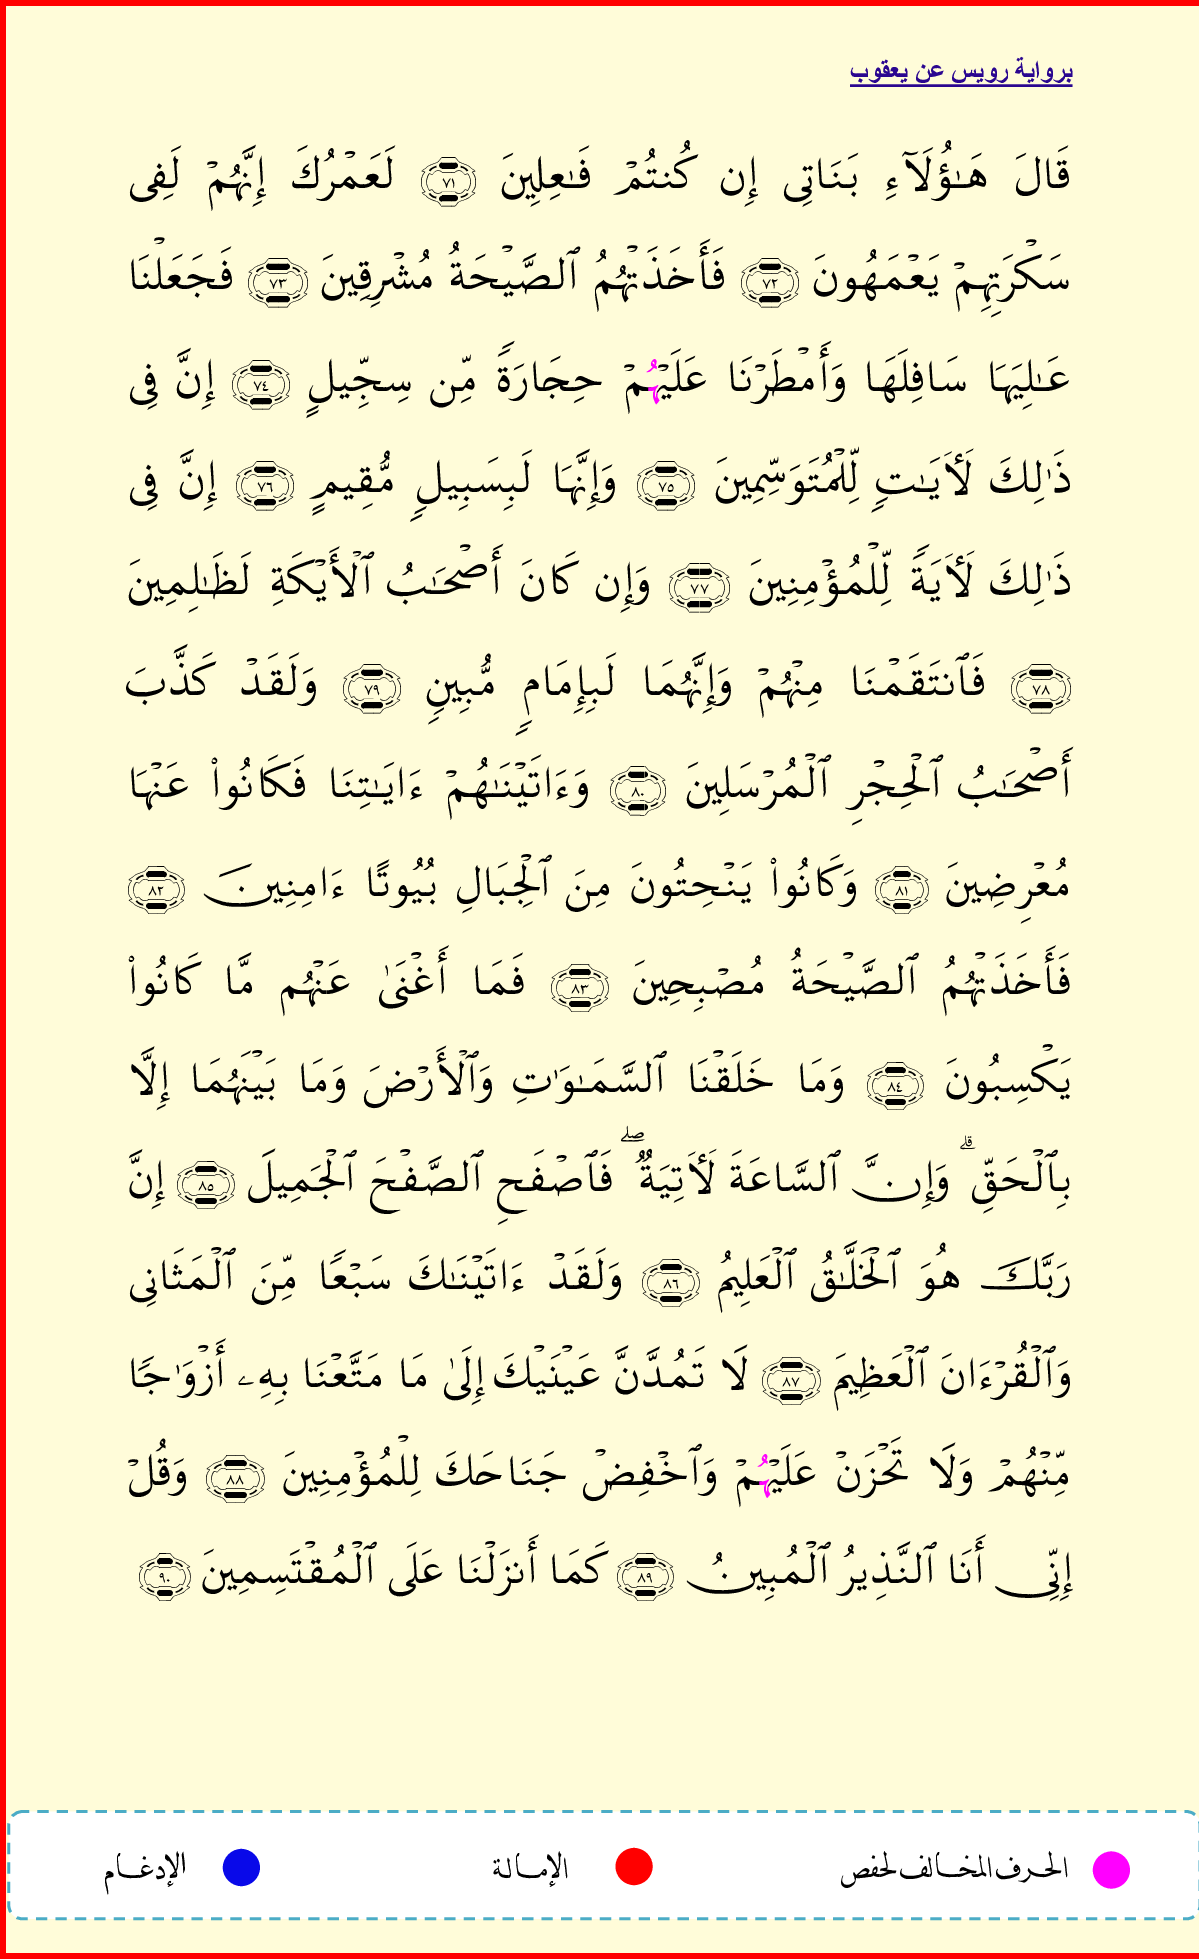 برواية رويس عن يعقوب
قَالَ هَـٰٓؤُلَآءِ بَنَاتِى إِن كُنتُمۡ فَـٰعِلِينَ ٧١ لَعَمۡرُكَ إِنَّهُمۡ لَفِى
سَكۡرَتِهِمۡ يَعۡمَهُونَ ٧٢ فَأَخَذَتۡهُمُ ٱلصَّيۡحَةُ مُشۡرِقِينَ ٧٣ فَجَعَلۡنَا
عَـٰلِيَهَا سَافِلَهَا وَأَمۡطَرۡنَا عَلَيۡهُمۡ حِجَارَةً مِّن سِجِّيلٍ ٧٤ إِنَّ فِى
ذَٰلِكَ لَأٓيَـٰتٍ لِّلۡمُتَوَسِّمِينَ ٧٥ وَإِنَّهَا لَبِسَبِيلٍ مُّقِيمٍ ٧٦ إِنَّ فِى
ذَٰلِكَ لَأٓيَةً لِّلۡمُؤۡمِنِينَ ٧٧ وَإِن كَانَ أَصۡحَـٰبُ ٱلۡأَيۡكَةِ لَظَـٰلِمِينَ
٧٨ فَٱنتَقَمۡنَا مِنۡهُمۡ وَإِنَّهُمَا لَبِإِمَامٍ مُّبِينٍ ٧٩ وَلَقَدۡ كَذَّبَ
أَصۡحَـٰبُ ٱلۡحِجۡرِ ٱلۡمُرۡسَلِينَ ٨٠ وَءَاتَيۡنَـٰهُمۡ ءَايَـٰتِنَا فَكَانُوا۟ عَنۡهَا
مُعۡرِضِينَ ٨١ وَكَانُوا۟ يَنۡحِتُونَ مِنَ ٱلۡجِبَالِ بُيُوتًا ءَامِنِينَ ٨٢
فَأَخَذَتۡهُمُ ٱلصَّيۡحَةُ مُصۡبِحِينَ ٨٣ فَمَا أَغۡنَىٰ عَنۡهُم مَّا كَانُوا۟
يَكۡسِبُونَ ٨٤ وَمَا خَلَقۡنَا ٱلسَّمَـٰوَٰتِ وَٱلۡأَرۡضَ وَمَا بَيۡنَهُمَا إِلَّا
بِٱلۡحَقِّۗ وَإِنَّ ٱلسَّاعَةَ لَأٓتِيَةٌۖ فَٱصۡفَحِ ٱلصَّفۡحَ ٱلۡجَمِيلَ ٨٥ إِنَّ
رَبَّكَ هُوَ ٱلۡخَلَّـٰقُ ٱلۡعَلِيمُ ٨٦ وَلَقَدۡ ءَاتَيۡنَـٰكَ سَبۡعًا مِّنَ ٱلۡمَثَانِى
وَٱلۡقُرۡءَانَ ٱلۡعَظِيمَ ٨٧ لَا تَمُدَّنَّ عَيۡنَيۡكَ إِلَىٰ مَا مَتَّعۡنَا بِهِۦ أَزۡوَٰجًا
مِّنۡهُمۡ وَلَا تَحۡزَنۡ عَلَيۡهُمۡ وَٱخۡفِضۡ جَنَاحَكَ لِلۡمُؤۡمِنِينَ ٨٨ وَقُلۡ
إِنِّى أَنَا ٱلنَّذِيرُ ٱلۡمُبِينُ ٨٩ كَمَا أَنزَلۡنَا عَلَى ٱلۡمُقۡتَسِمِينَ ٩٠
الحرف المخالف لحفص الإمالة الإدغام